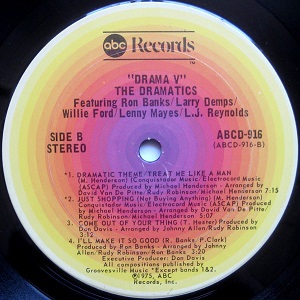 abc Records
TM
"DRAMA V"
THE DRAMATICS
Featuring Ron Banks/Larry Demps/
Willie Ford/Lenny Mayes/L.J. Reynolds
SIDE B
STEREO
ABCD-916
(ABCD-916-B)
1. DRAMATIC THEME/TREAT ME LIKE A MAN
(M. Henderson) (Conquistador Music/Electrocord Music
(ASCAP) Produced by Michael Henderson-Arranged by
David Van De Pitte/Rudy Robinson/Michael Henderson 7:15
2. JUST SHOPPING (Not Buying Anything) (M. Henderson)
Conquistador Music/Electrocord Music (ASCAP) Produced
by Michael Henderson-Arranged by David Van De Pitte/
Rudy Robinson 5:07
3. COME OUT OF YOUR THING (T. Hester) Produced by
Don Davis-Arranged by Johnny Allen/Rudy Robinson
3:12
4. I'LL MAKE IT SO GOOD (R. Banks-P. Clark)
Produced by Ron Banks-Arranged by Johnny
Allen/Rudy Robinson/Ron Banks 3:10
Executive Producer: Don Davis
All compositions published by
Groovesville Music *Except bands 1&2.
©1975, ABC
Records, Inc.